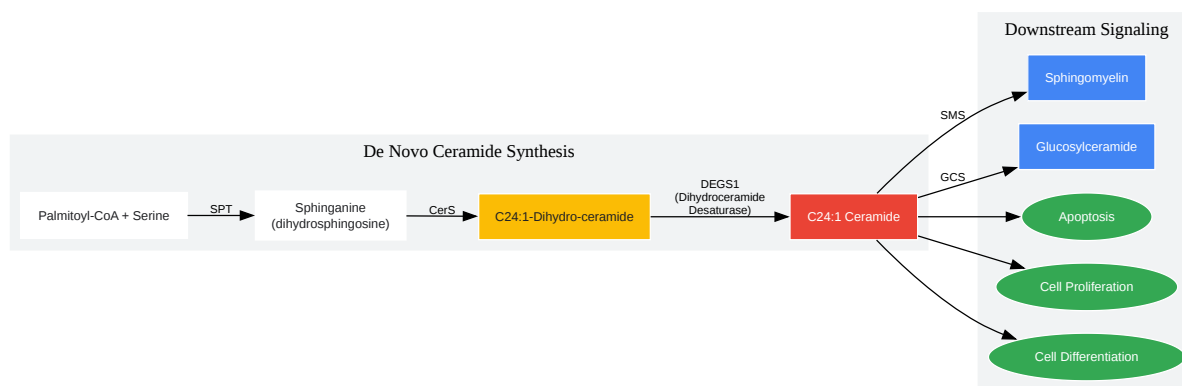 Downstream Signaling
Sphingomyelin
SMS
Glucosylceramide
De Novo Ceramide Synthesis
GCS
DEGS1
(Dihydroceramide
Desaturase)
Palmitoyl-CoA + Serine
SPT
Sphinganine
(dihydrosphingosine)
CerS
C24:1-Dihydro-ceramide
C24:1 Ceramide
Apoptosis
Cell Proliferation
Cell Differentiation